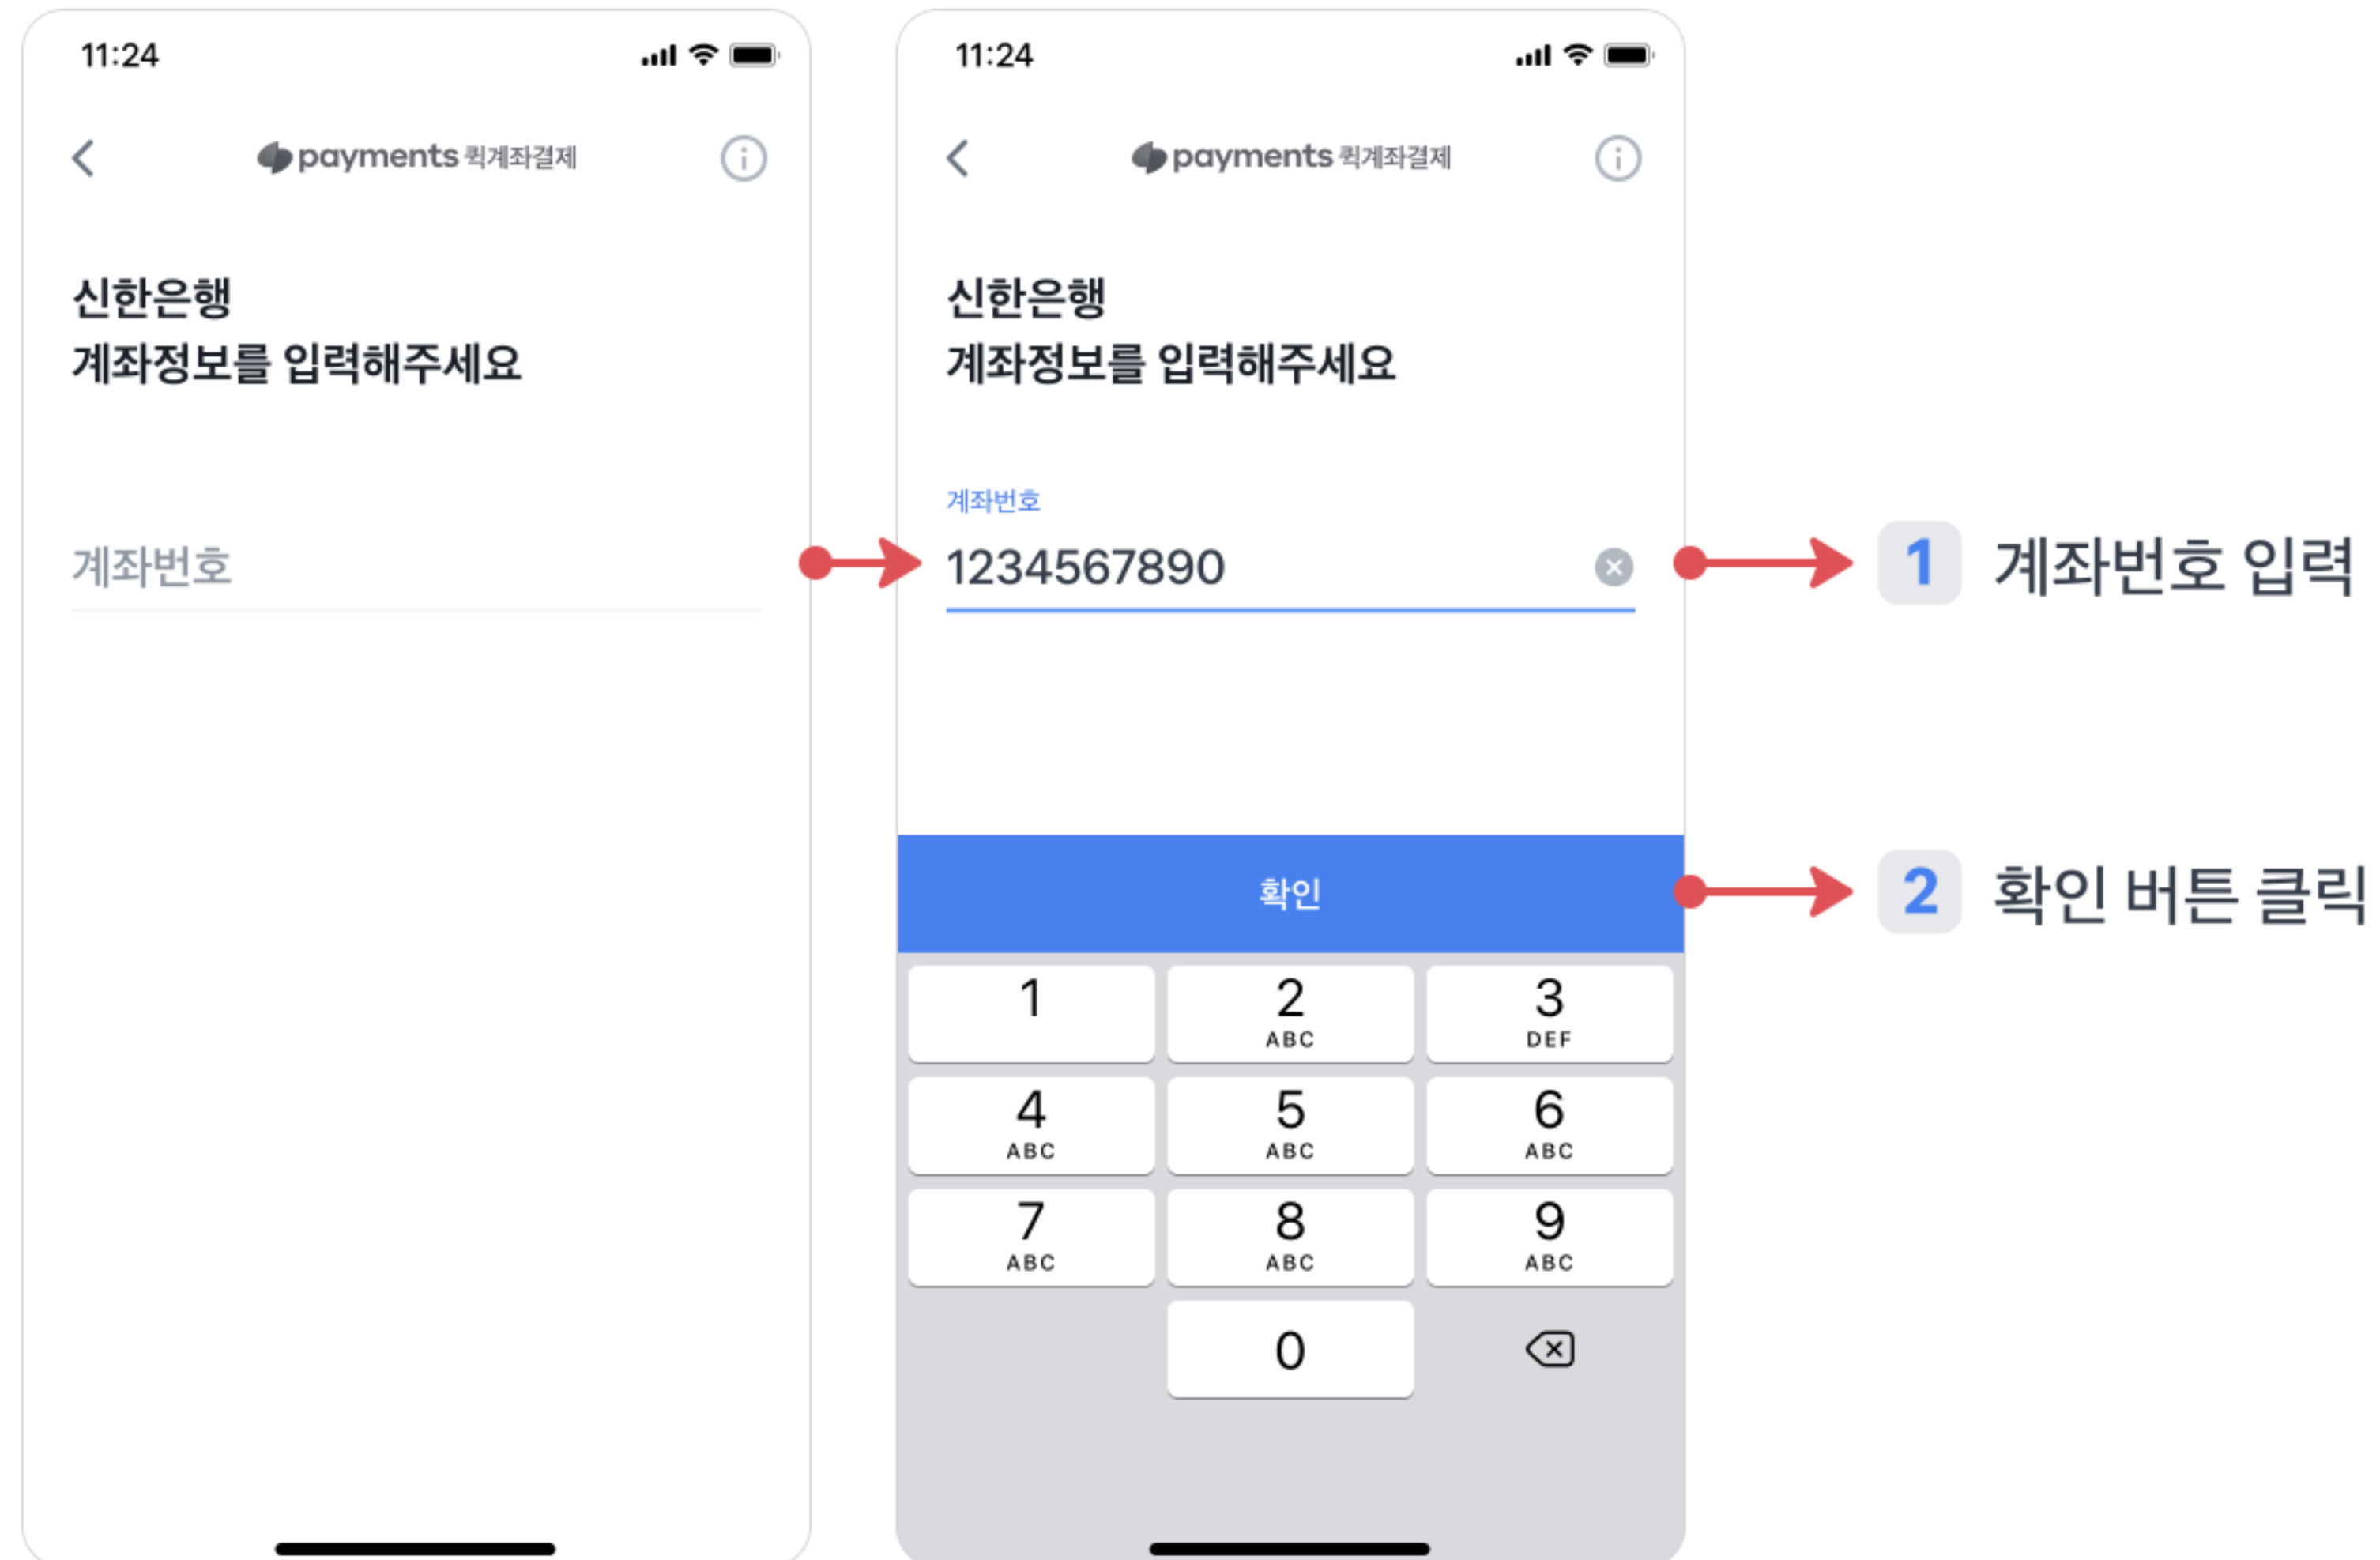 11:24
payments 퀵계좌결제
신한은행
계좌정보를 입력해주세요
계좌번호
11:24
payments 퀵계좌결제
신한은행
계좌정보를 입력해주세요
계좌번호
1234567890
확인
1
2
ABC
3
DEF
4
ABC
5
ABC
6
ABC
7
ABC
8
ABC
9
ABC
0
1 계좌번호 입력
2 확인 버튼 클릭